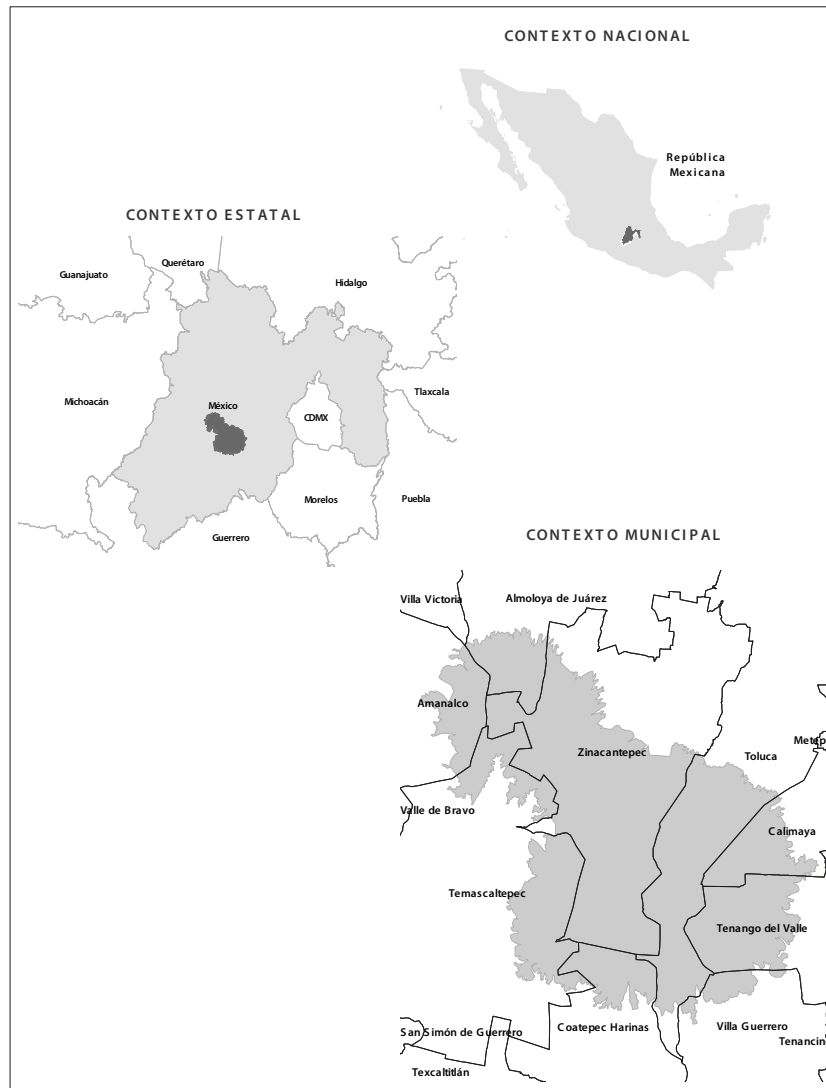 CONTEXTO NACIONAL
República
Mexicana
CONTEXTO ESTATAL
Querétaro
Guanajuato
Hidalgo
Tlaxcala
Michoacán
México
CDMX
Morelos
Puebla
Guerrero
CONTEXTO MUNICIPAL
Villa Victoria
Almoloya de Juárez
Amanalco
Metep
Zinacantepec
Toluca
Valle de Bravo
Calimaya
Temascaltepec
Tenango del Valle
San Simón de Guerrero
Coatepec Harinas
Villa Guerrero
Tenancin
Texcaltitlán